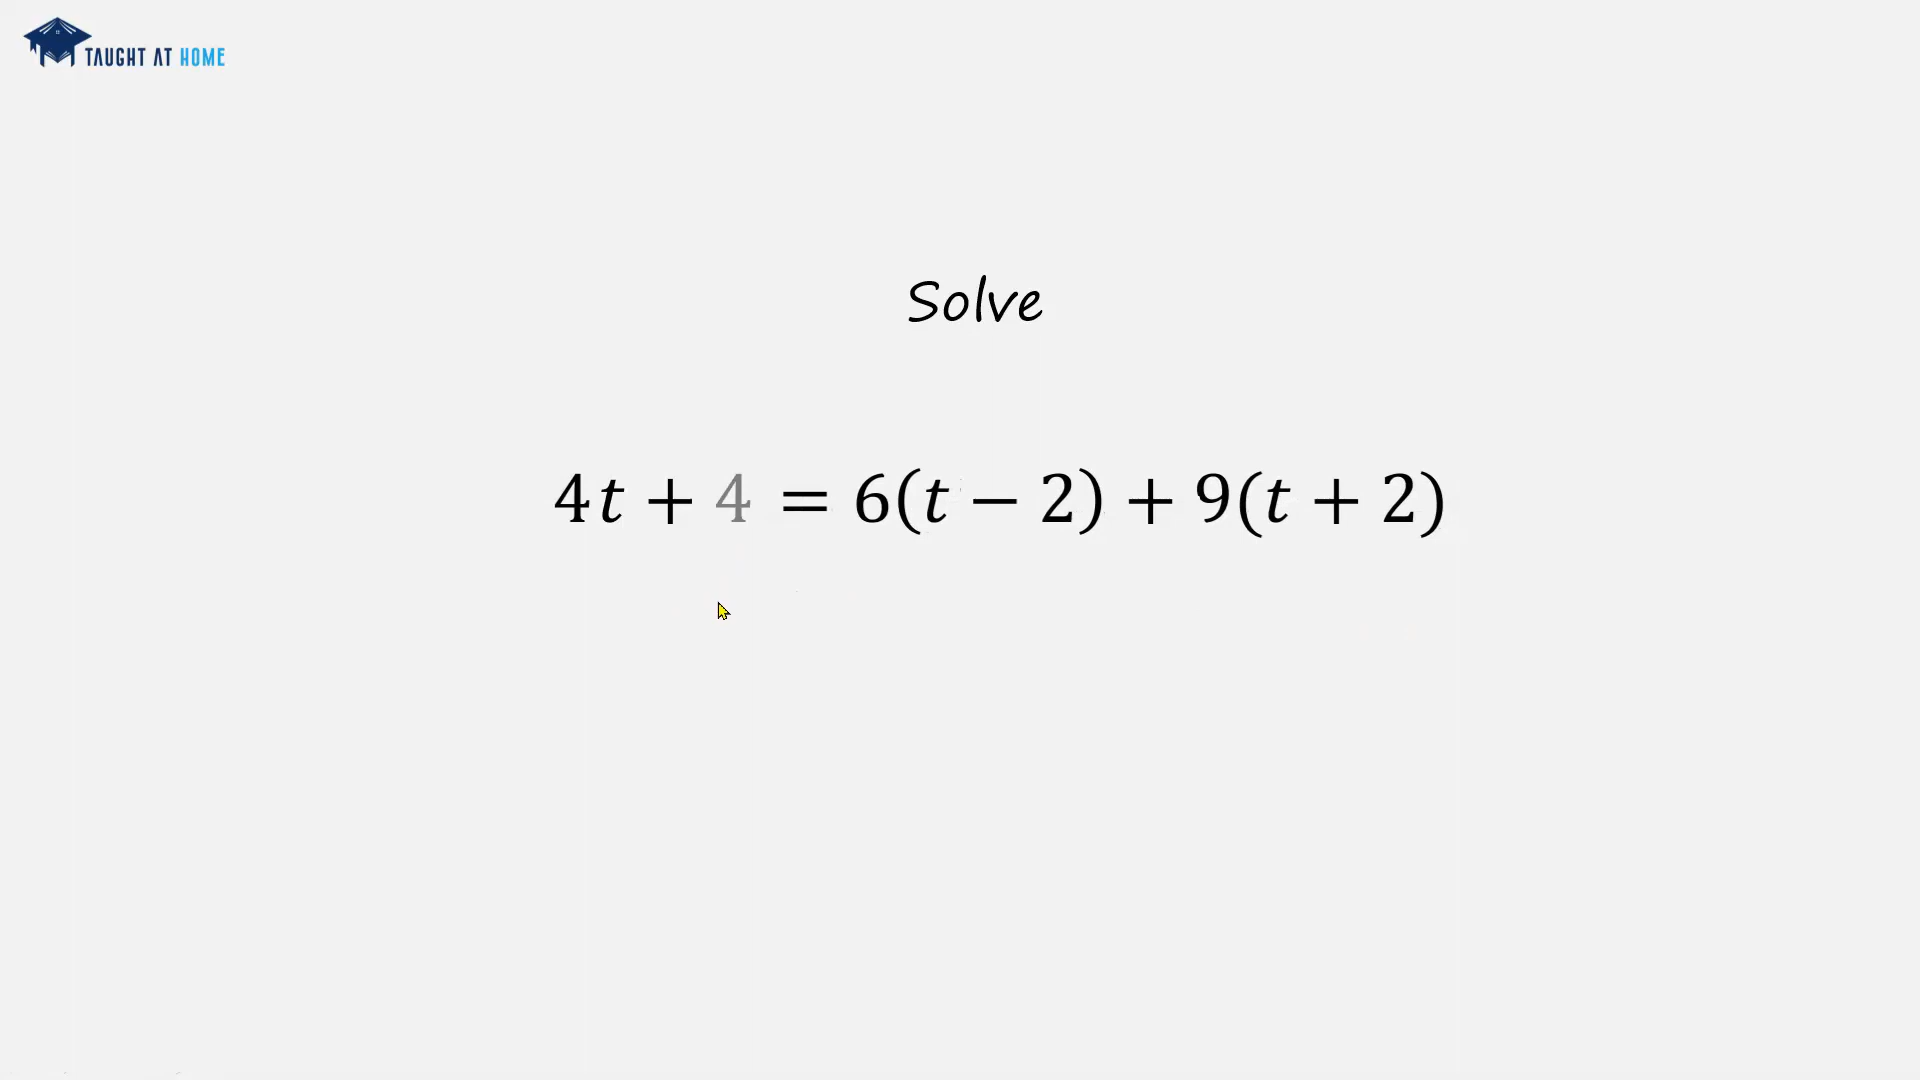 TAUGHT AT HOME
Solve
4t + 4 = 6(t − 2) + 9(t + 2)